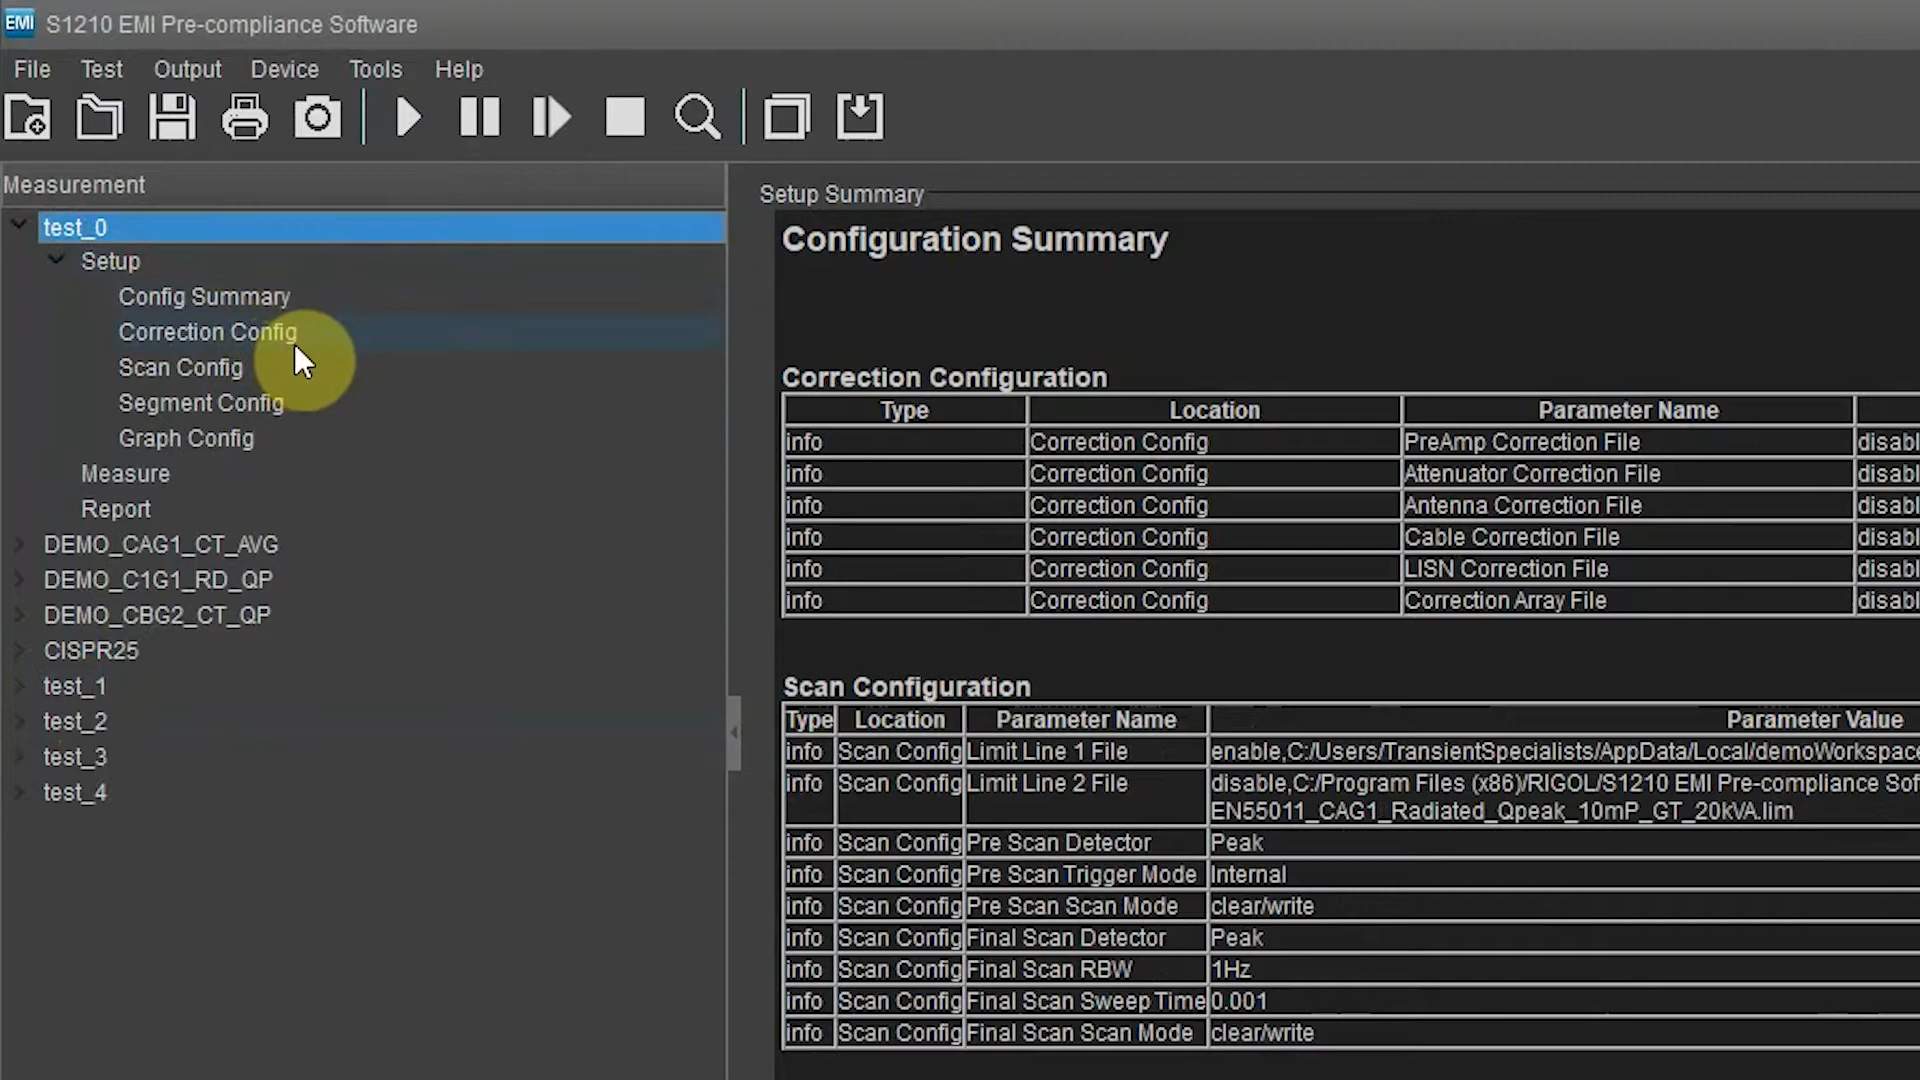 EMI S1210 EMI Pre-compliance Software
File Test Output Device Tools Help
Measurement
test_0
Setup
Config Summary
Correction Config
Scan Config
Segment Config
Graph Config
Measure
Report
DEMO_CAG1_CT_AVG
DEMO_C1G1_RD_QP
DEMO_CBG2_CT_QP
CISPR25
test_1
test_2
test_3
test_4
Setup Summary
Configuration Summary
Correction Configuration
Type Location Parameter Name
info Correction Config PreAmp Correction File disabl
info Correction Config Attenuator Correction File disabl
info Correction Config Antenna Correction File disabl
info Correction Config Cable Correction File disabl
info Correction Config LISN Correction File disabl
info Correction Config Correction Array File disabl
Scan Configuration
Type Location Parameter Name Parameter Value
info Scan Config Limit Line 1 File enable,C:/Users/TransientSpecialists/AppData/Local/demoWorkspace
info Scan Config Limit Line 2 File disable,C:/Program Files (x86)/RIGOL/S1210 EMI Pre-compliance Sof
EN55011_CAG1_Radiated_Qpeak_10mP_GT_20kVA.lim
info Scan Config Pre Scan Detector Peak
info Scan Config Pre Scan Trigger Mode Internal
info Scan Config Pre Scan Scan Mode clear/write
info Scan Config Final Scan Detector Peak
info Scan Config Final Scan RBW 1Hz
info Scan Config Final Scan Sweep Time 0.001
info Scan Config Final Scan Scan Mode clear/write